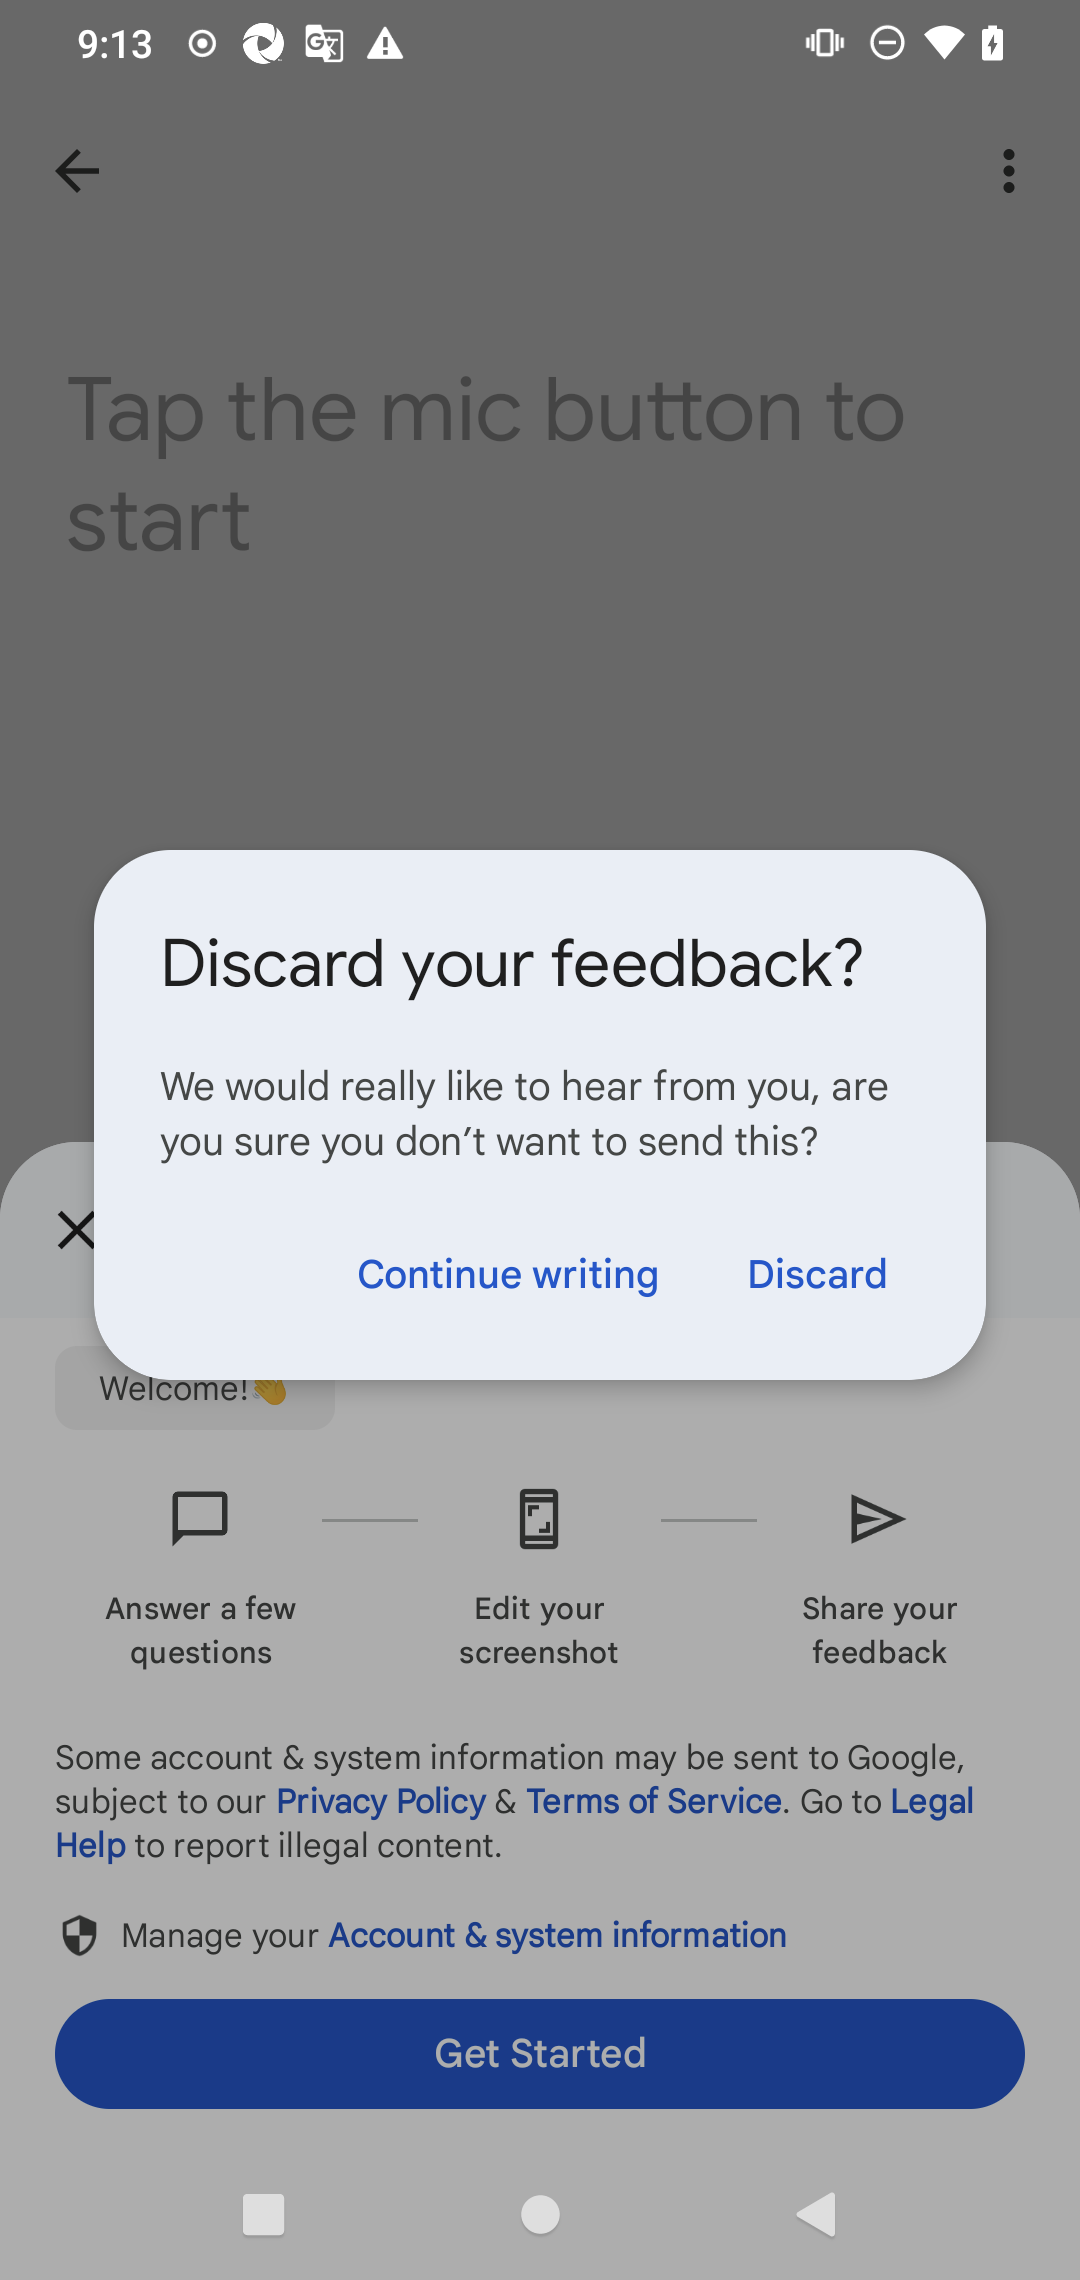 9:13
Tap the mic button to
start
Discard your feedback?
We would really like to hear from you, are
you sure you don’t want to send this?
Continue writing Discard
Welcome!👋
Answer a few
questions
Edit your
screenshot
Share your
feedback
Some account & system information may be sent to Google,
subject to our Privacy Policy & Terms of Service. Go to Legal
Help to report illegal content.
Manage your Account & system information
Get Started